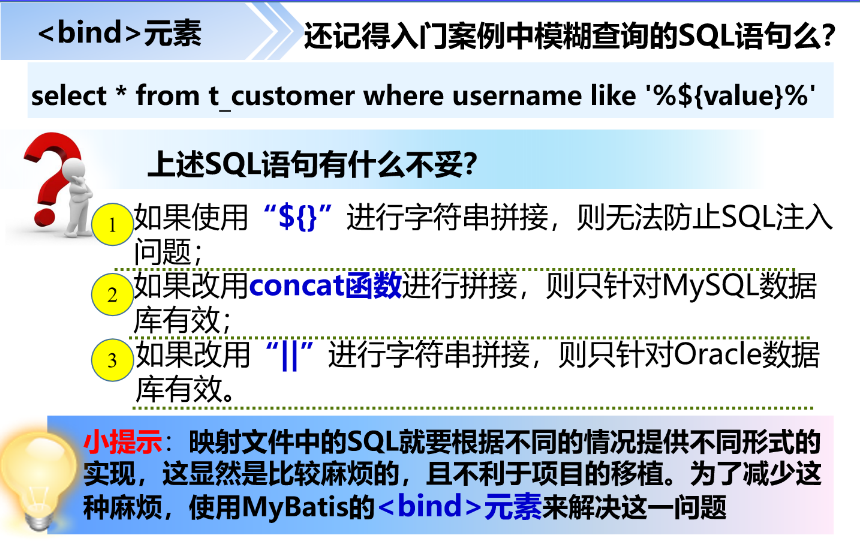 <bind>元素
还记得入门案例中模糊查询的SQL语句么？
select * from t_customer where username like '%${value}%'
上述SQL语句有什么不妥？
1 如果使用“${}”进行字符串拼接，则无法防止SQL注入
问题；
2 如果改用concat函数进行拼接，则只针对MySQL数据
库有效；
3 如果改用“||”进行字符串拼接，则只针对Oracle数据
库有效。
小提示：映射文件中的SQL就要根据不同的情况提供不同形式的
实现，这显然是比较麻烦的，且不利于项目的移植。为了减少这
种麻烦，使用MyBatis的<bind>元素来解决这一问题